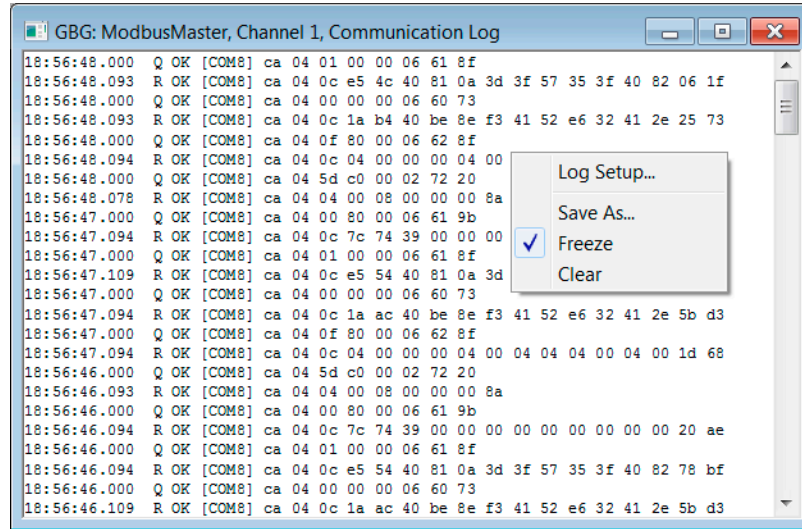 GBG: ModbusMaster, Channel 1, Communication Log
18:56:48.000 Q OK [COM8] ca 04 01 00 00 06 61 8f
18:56:48.093 R OK [COM8] ca 04 0c e5 4c 40 81 0a 3d 3f 57 35 3f 40 82 06 1f
18:56:48.000 Q OK [COM8] ca 04 00 00 00 06 60 73
18:56:48.093 R OK [COM8] ca 04 0c 1a b4 40 be 8e f3 41 52 e6 32 41 2e 25 73
18:56:48.000 Q OK [COM8] ca 04 0f 80 00 06 62 8f
18:56:48.094 R OK [COM8] ca 04 0c 04 00 00 00 04 00
18:56:48.000 Q OK [COM8] ca 04 5d c0 00 02 72 20
18:56:48.078 R OK [COM8] ca 04 04 00 08 00 00 00 8a
18:56:47.000 Q OK [COM8] ca 04 00 80 00 06 61 9b
18:56:47.094 R OK [COM8] ca 04 0c 7c 74 39 00 00 00
18:56:47.000 Q OK [COM8] ca 04 01 00 00 06 61 8f
18:56:47.109 R OK [COM8] ca 04 0c e5 54 40 81 0a 3d
18:56:47.000 Q OK [COM8] ca 04 00 00 00 06 60 73
18:56:47.094 R OK [COM8] ca 04 0c 1a ac 40 be 8e f3 41 52 e6 32 41 2e 5b d3
18:56:47.000 Q OK [COM8] ca 04 0f 80 00 06 62 8f
18:56:47.094 R OK [COM8] ca 04 0c 04 00 00 00 04 00 04 04 04 00 04 00 1d 68
18:56:46.000 Q OK [COM8] ca 04 5d c0 00 02 72 20
18:56:46.093 R OK [COM8] ca 04 04 00 08 00 00 00 8a
18:56:46.000 Q OK [COM8] ca 04 00 80 00 06 61 9b
18:56:46.094 R OK [COM8] ca 04 0c 7c 74 39 00 00 00 00 00 00 00 00 00 20 ae
18:56:46.000 Q OK [COM8] ca 04 01 00 00 06 61 8f
18:56:46.094 R OK [COM8] ca 04 0c e5 54 40 81 0a 3d 3f 57 35 3f 40 82 78 bf
18:56:46.000 Q OK [COM8] ca 04 00 00 00 06 60 73
18:56:46.109 R OK [COM8] ca 04 0c 1a ac 40 be 8e f3 41 52 e6 32 41 2e 5b d3
Log Setup...
Save As...
Freeze
Clear